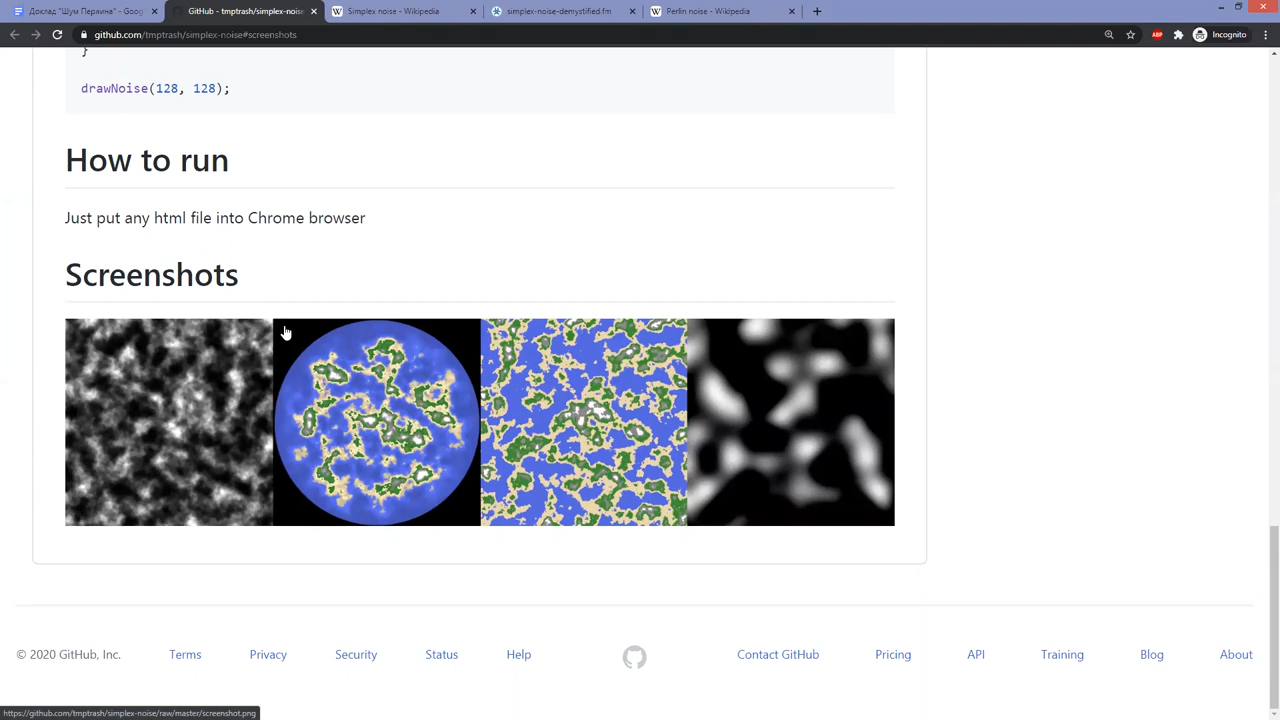 Доклад "Шум Перлина" - Goog
GitHub - tmptrash/simplex-noise
Simplex noise - Wikipedia
simplex-noise-demystified.fm
Perlin noise - Wikipedia
github.com/tmptrash/simplex-noise#screenshots
ABP
Incognito
}
drawNoise(128, 128);
How to run
Just put any html file into Chrome browser
Screenshots
© 2020 GitHub, Inc.
Terms
Privacy
Security
Status
Help
Contact GitHub
Pricing
API
Training
Blog
About
https://github.com/tmptrash/simplex-noise/raw/master/screenshot.png